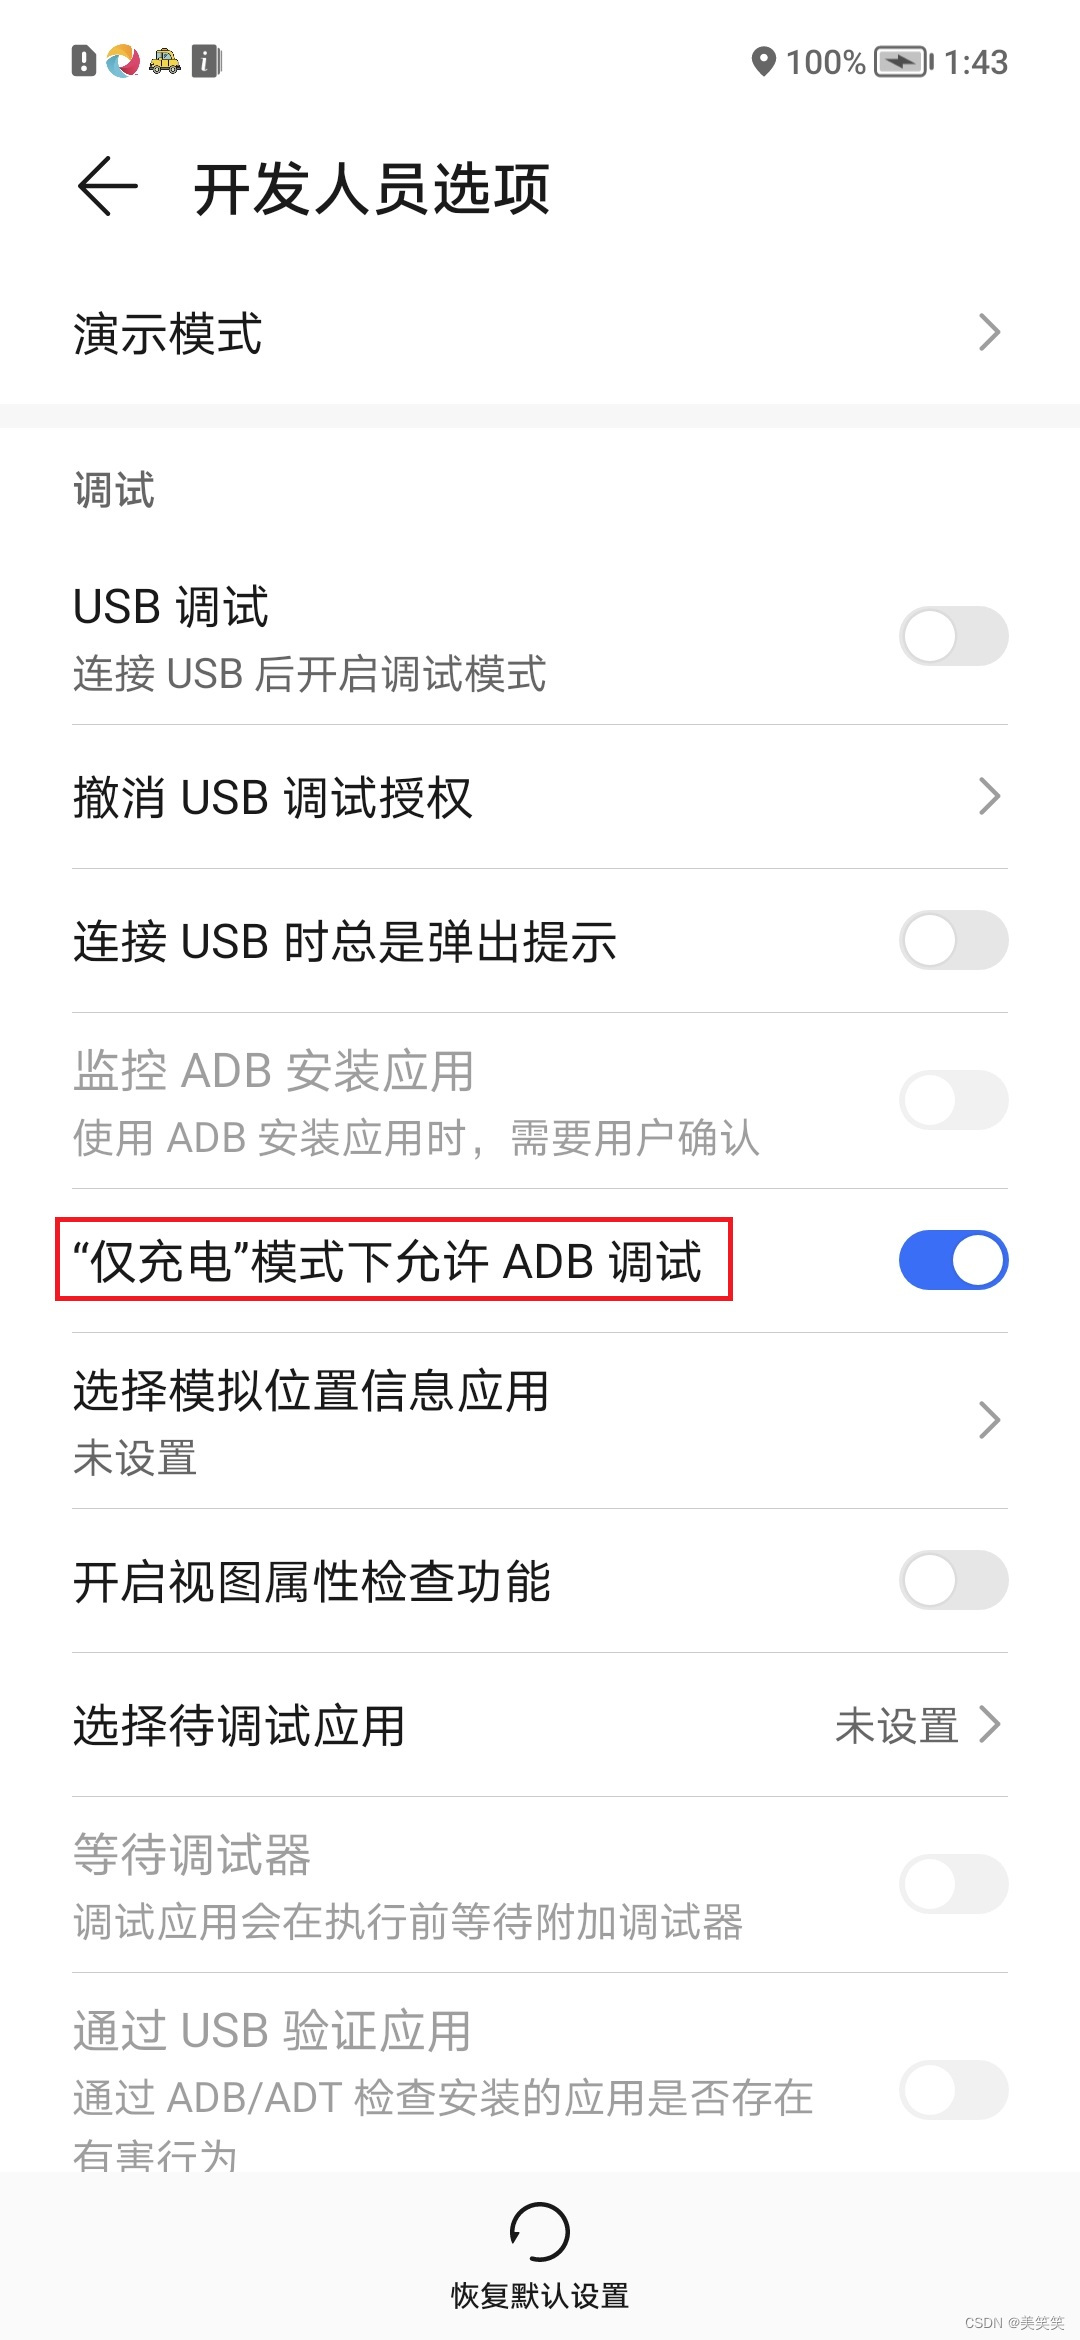 100% 1:43
开发人员选项
演示模式
调试
USB 调试
连接 USB 后开启调试模式
撤消 USB 调试授权
连接 USB 时总是弹出提示
监控 ADB 安装应用
使用 ADB 安装应用时，需要用户确认
“仅充电”模式下允许 ADB 调试
选择模拟位置信息应用
未设置
开启视图属性检查功能
选择待调试应用 未设置
等待调试器
调试应用会在执行前等待附加调试器
通过 USB 验证应用
通过 ADB/ADT 检查安装的应用是否存在
有害行为
恢复默认设置
CSDN @美笑笑